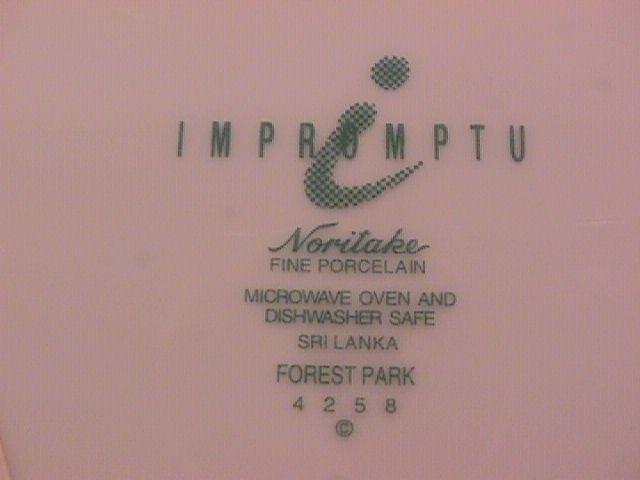 i
IMPROMPTU
Noritake
FINE PORCELAIN
MICROWAVE OVEN AND
DISHWASHER SAFE
SRI LANKA
FOREST PARK
4258
©